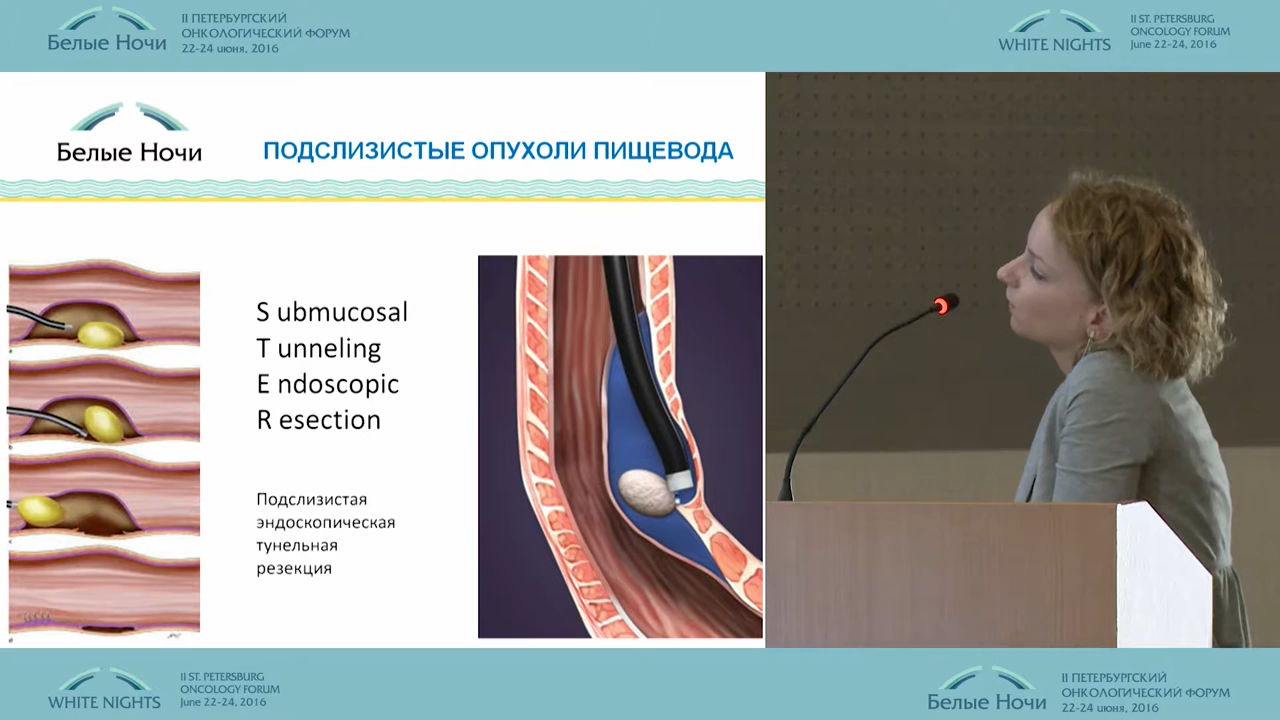 Белые Ночи
II ПЕТЕРБУРГСКИЙ
ОНКОЛОГИЧЕСКИЙ ФОРУМ
22-24 июня, 2016
WHITE NIGHTS
II ST. PETERSBURG
ONCOLOGY FORUM
June 22-24, 2016
Белые Ночи
ПОДСЛИЗИСТЫЕ ОПУХОЛИ ПИЩЕВОДА
S ubmucosal
T unneling
E ndoscopic
R esection
Подслизистая
эндоскопическая
тунельная
резекция
WHITE NIGHTS
II ST. PETERSBURG
ONCOLOGY FORUM
June 22-24, 2016
Белые Ночи
II ПЕТЕРБУРГСКИЙ
ОНКОЛОГИЧЕСКИЙ ФОРУМ
22-24 июня, 2016